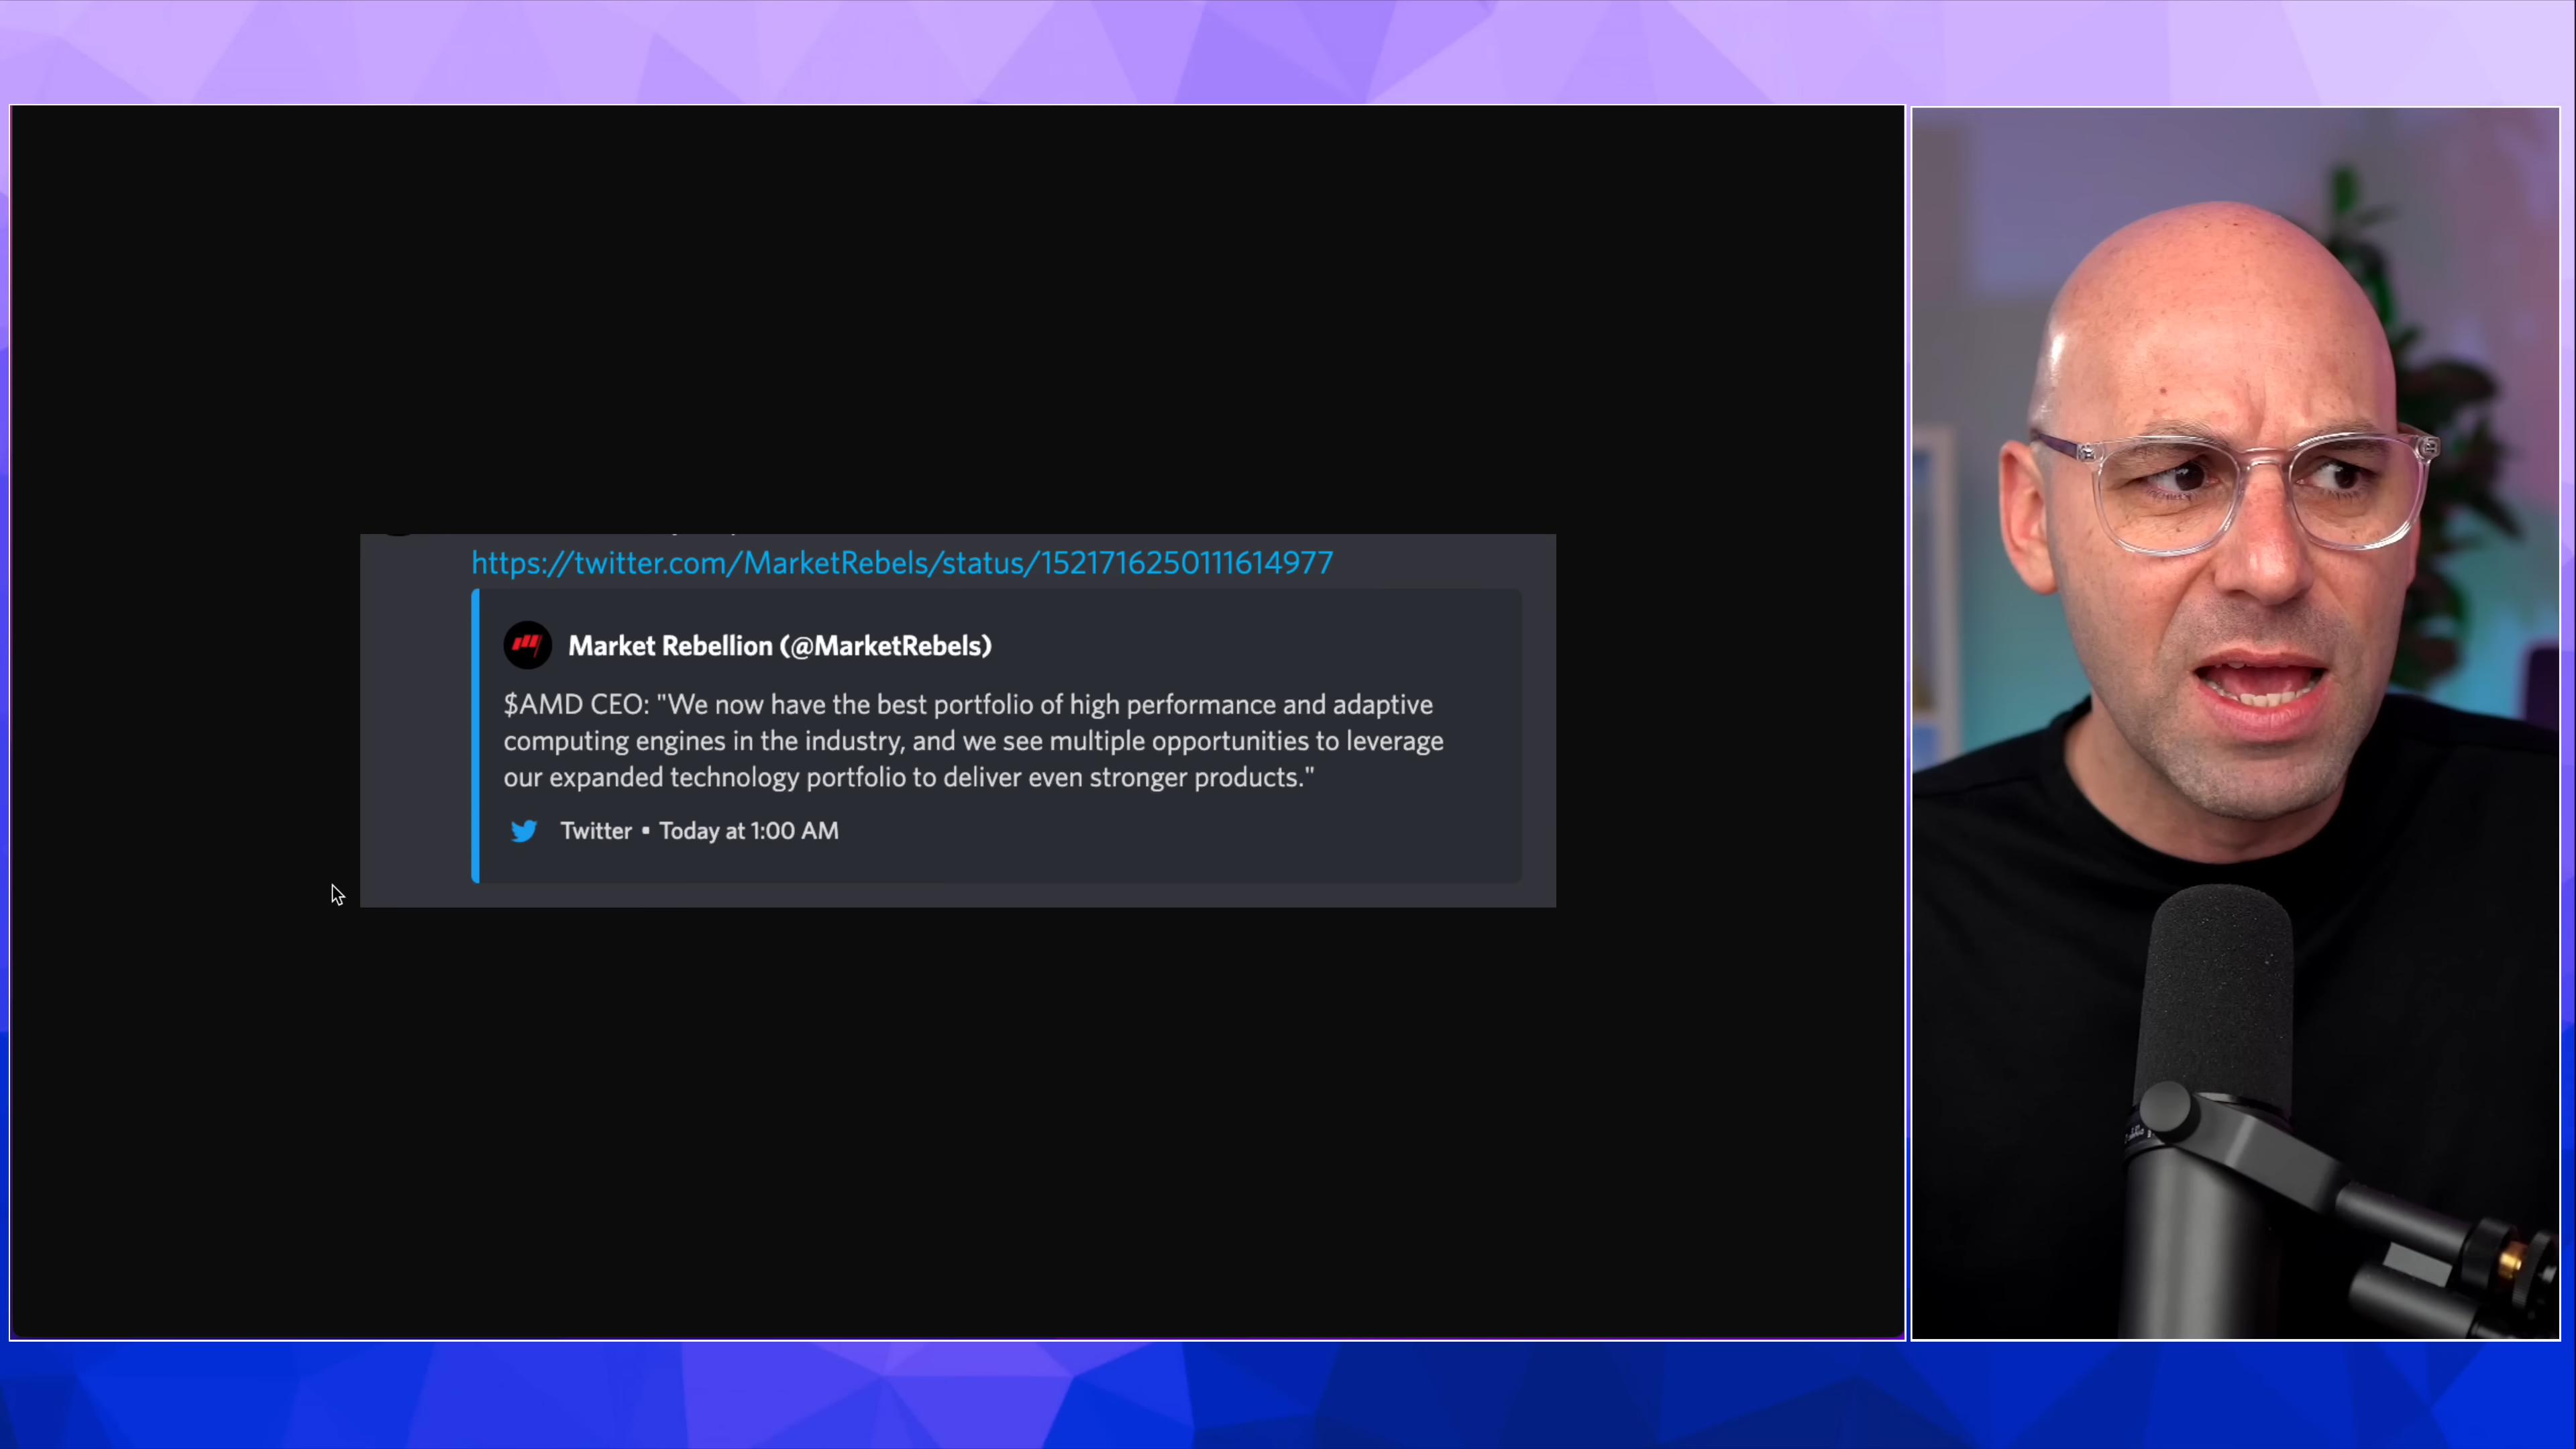 https://twitter.com/MarketRebels/status/1521716250111614977
Market Rebellion (@MarketRebels)
$AMD CEO: "We now have the best portfolio of high performance and adaptive
computing engines in the industry, and we see multiple opportunities to leverage
our expanded technology portfolio to deliver even stronger products."
Twitter • Today at 1:00 AM